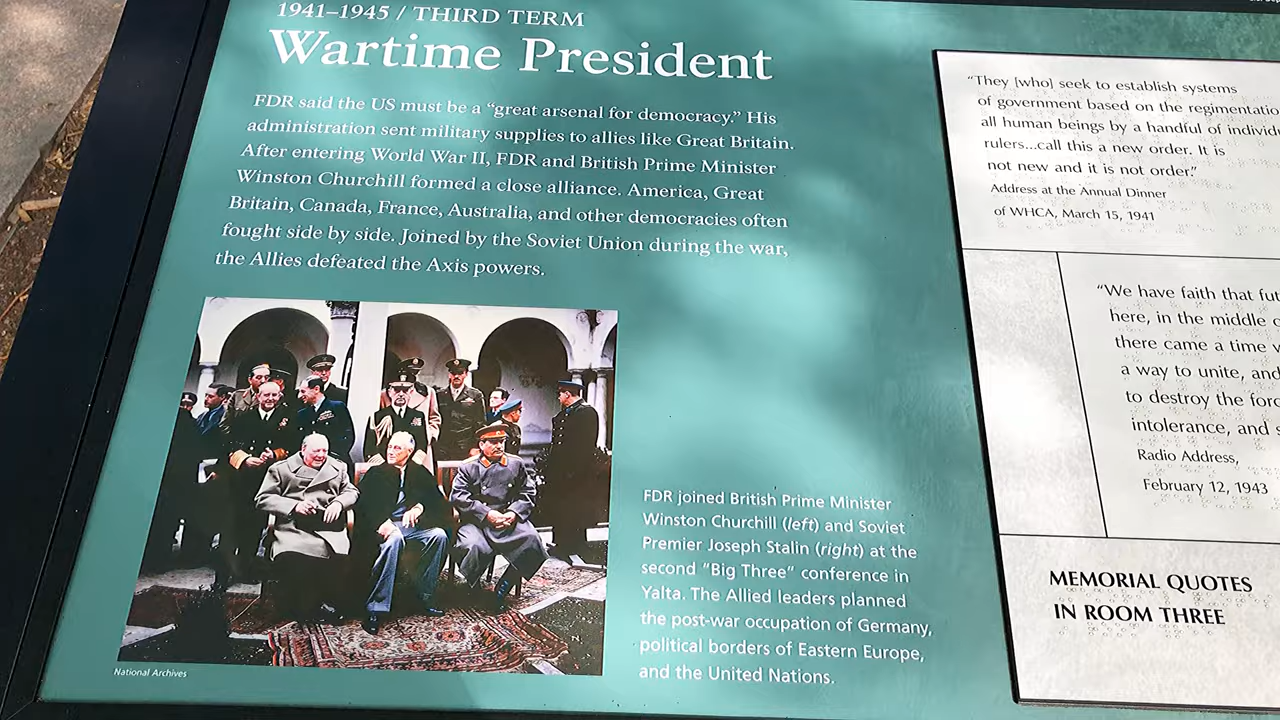 1941–1945 / THIRD TERM
Wartime President
FDR said the US must be a “great arsenal for democracy.” His
administration sent military supplies to allies like Great Britain.
After entering World War II, FDR and British Prime Minister
Winston Churchill formed a close alliance. America, Great
Britain, Canada, France, Australia, and other democracies often
fought side by side. Joined by the Soviet Union during the war,
the Allies defeated the Axis powers.
National Archives
FDR joined British Prime Minister
Winston Churchill (left) and Soviet
Premier Joseph Stalin (right) at the
second “Big Three” conference in
Yalta. The Allied leaders planned
the post-war occupation of Germany,
political borders of Eastern Europe,
and the United Nations.
“They [who] seek to establish systems
of government based on the regimentatio
all human beings by a handful of individ
rulers...call this a new order. It is
not new and it is not order.”
Address at the Annual Dinner
of WHCA, March 15, 1941
“We have faith that fut
here, in the middle
there came a time
a way to unite, and
to destroy the forc
intolerance, and
Radio Address,
February 12, 1943
MEMORIAL QUOTES
IN ROOM THREE